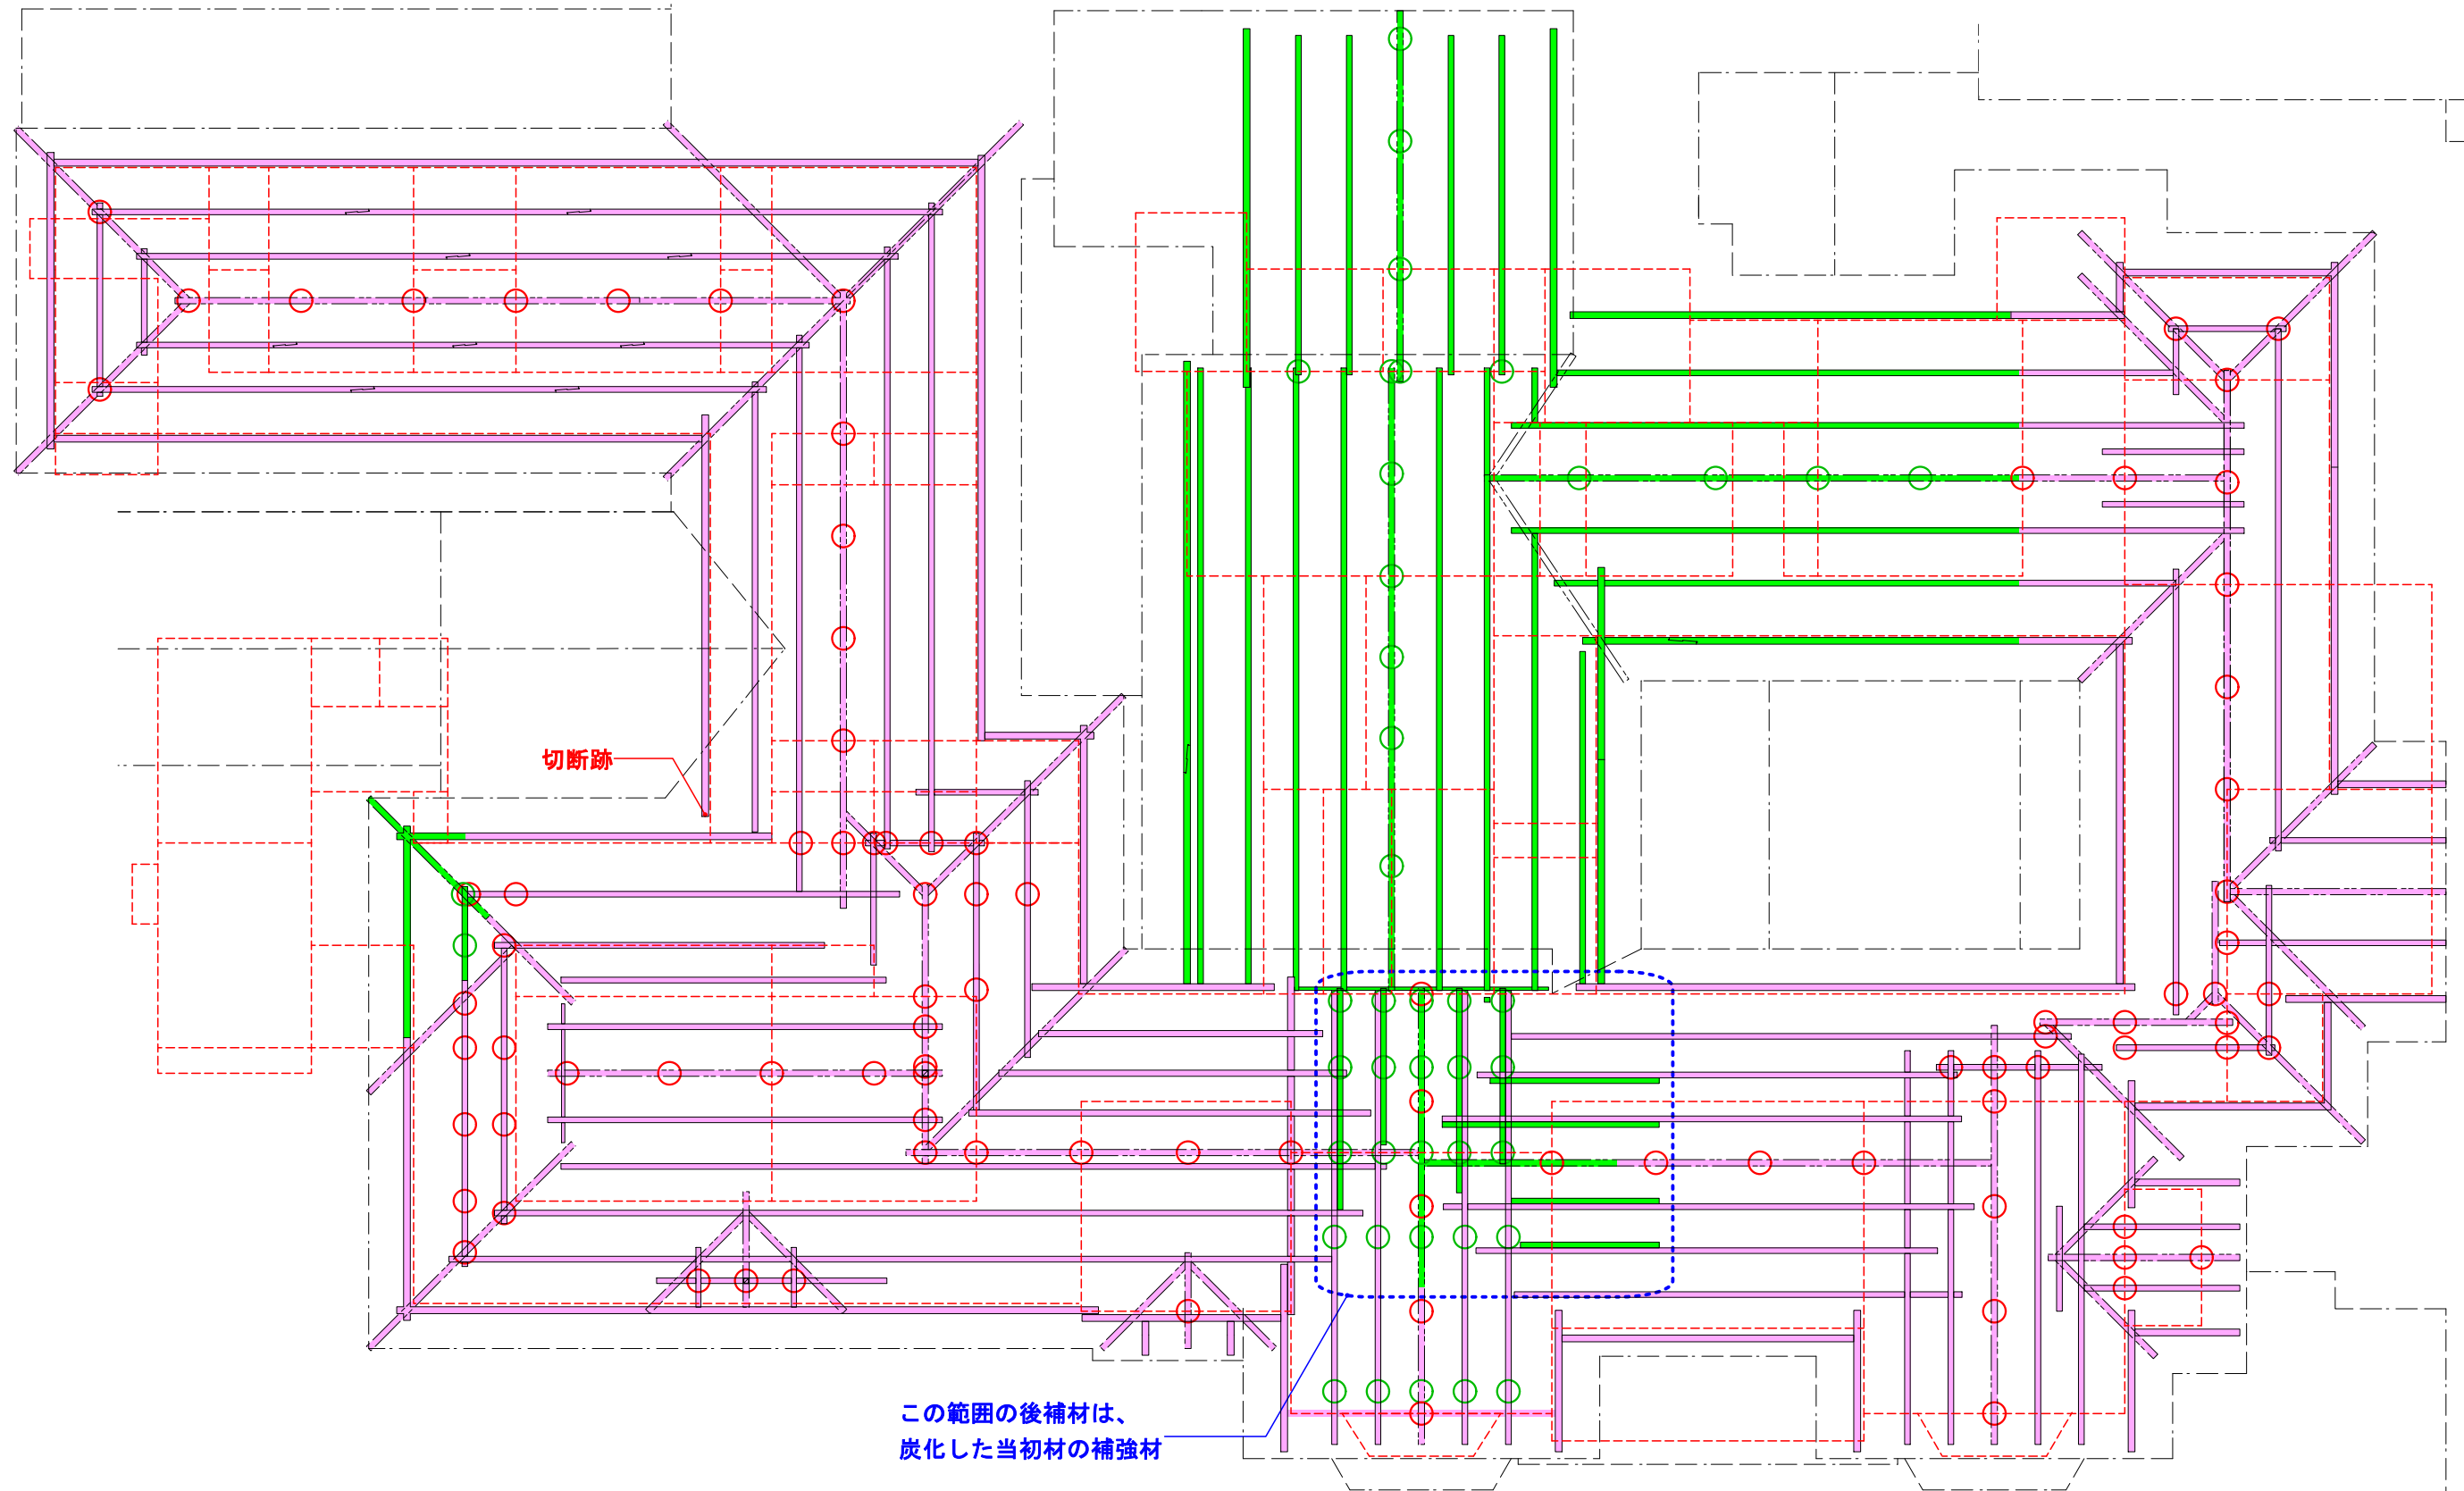 切断跡
この範囲の後補材は、
炭化した当初材の補強材